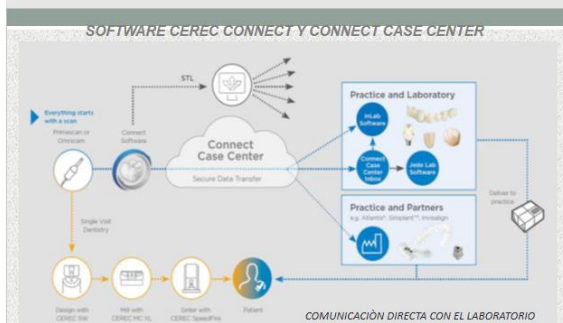 SOFTWARE CEREC CONNECT Y CONNECT CASE CENTER
STL
Everything starts
with a scan
Primescan or
Omnicam
Connect
Software
Connect
Case Center
Secure Data Transfer
Practice and Laboratory
inLab
Software
Connect
Case
Center
Inbox
Lab
Software
Practice and Partners
e.g. Atlantis®, Simplant™, Invisalign
Deliver to
practice
Single Visit
Dentistry
Design with
CEREC SW
Mill with
CEREC MC XL
Sinter with
CEREC SpeedFire
Patient
COMUNICACIÒN DIRECTA CON EL LABORATORIO